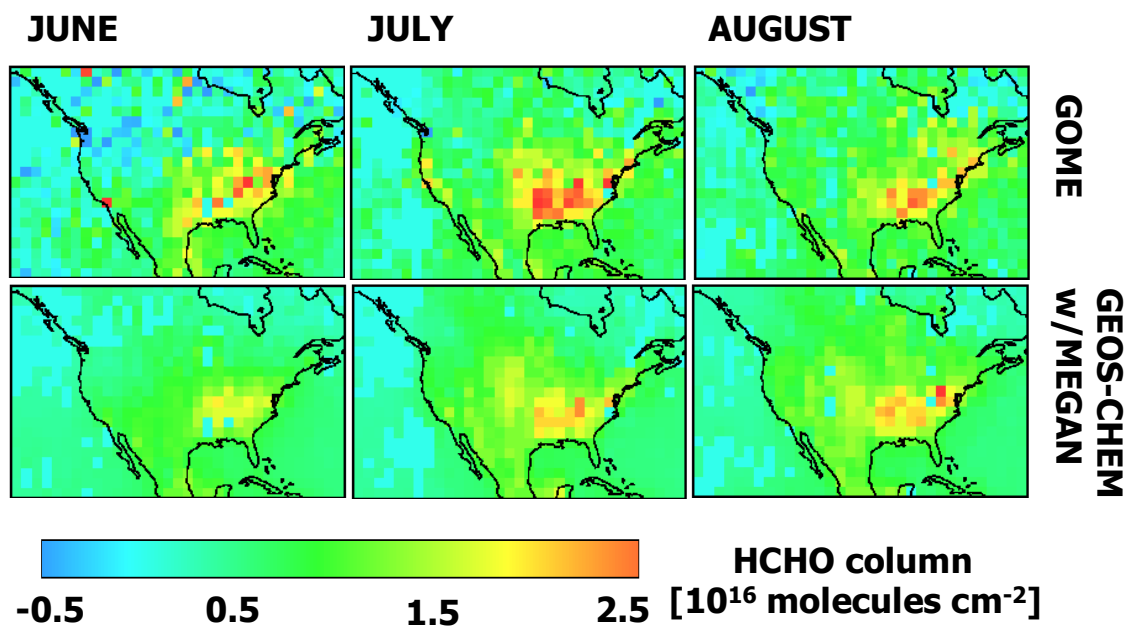 JUNE
JULY
AUGUST
GOME
GEOS-CHEM
w/MEGAN
-0.5
0.5
1.5
2.5
HCHO column
[10¹⁶ molecules cm⁻²]